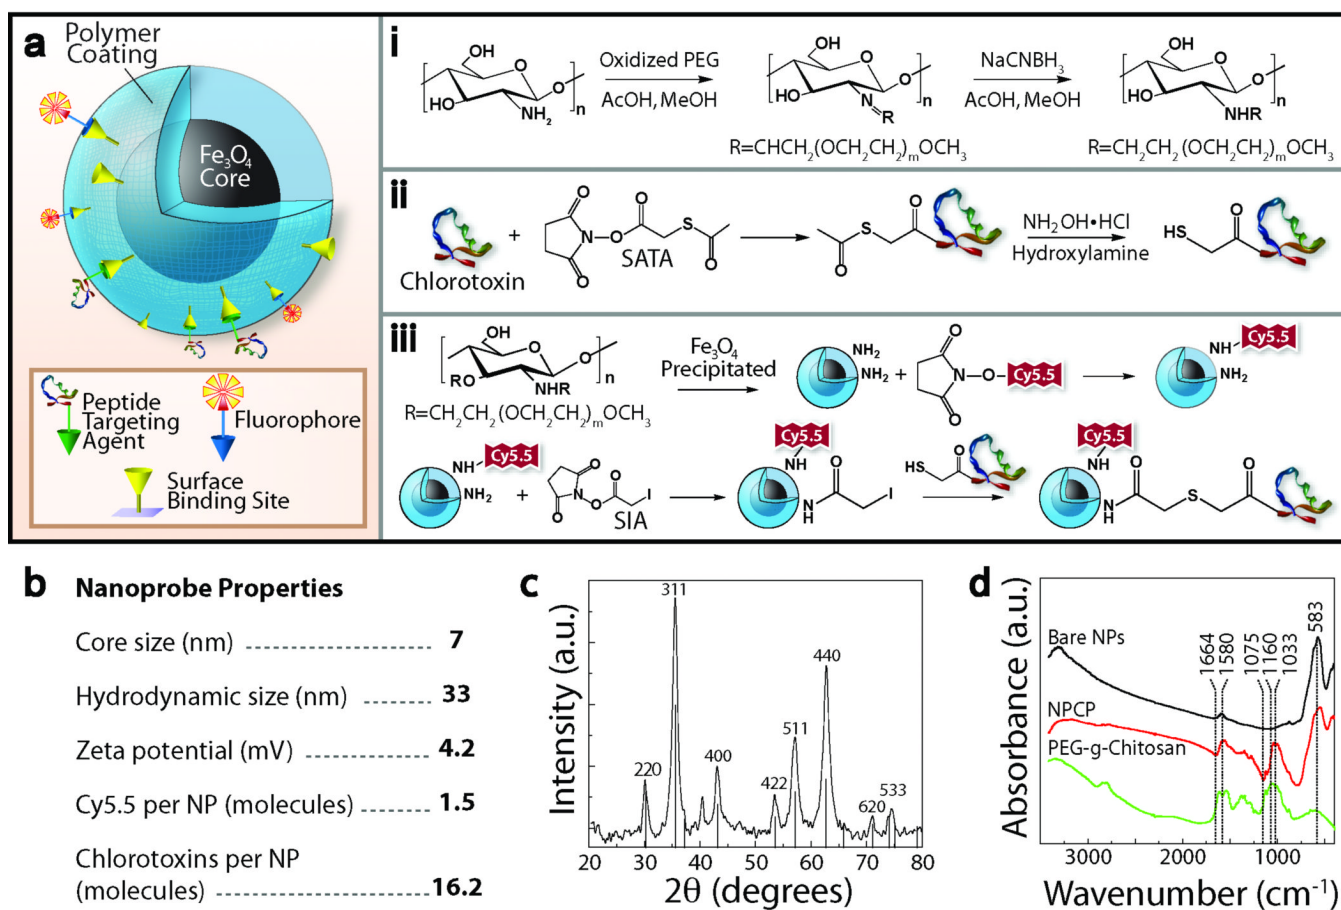 a
Polymer
Coating
Fe3O4
Core
Peptide
Targeting
Agent
Fluorophore
Surface
Binding Site
i
OH
O
O
HO
NH2
n
Oxidized PEG
AcOH, MeOH
OH
O
O
HO
N
R
n
R=CHCH2(OCH2CH2)mOCH3
NaCNBH3
AcOH, MeOH
OH
O
O
HO
NHR
n
R=CH2CH2 (OCH2CH2)mOCH3
ii
Chlorotoxin
+
O
N
O
O
O
S
O
SATA
O
S
O
NH2OH•HCl
Hydroxylamine
HS
O
iii
OH
O
O
RO
NHR
n
R=CH2CH2(OCH2CH2)mOCH3
Fe3O4
Precipitated
NH2
NH2
+
O
N
O
O
Cy5.5
Cy5.5
NH
NH2
NH
Cy5.5
NH2
+
O
N
O
O
O
I
SIA
Cy5.5
NH
O
N
H
I
HS
O
Cy5.5
NH
O
N
H
S
O
b Nanoprobe Properties
Core size (nm) 7
Hydrodynamic size (nm) 33
Zeta potential (mV) 4.2
Cy5.5 per NP (molecules) 1.5
Chlorotoxins per NP
(molecules) 16.2
c
Intensity (a.u.)
220
311
400
422
511
440
620
533
20 30 40 50 60 70 80
2θ (degrees)
d
Absorbance (a.u.)
Bare NPs
NPCP
PEG-g-Chitosan
1664
1580
1075
1160
1033
583
3000 2000 1000
Wavenumber (cm-1)